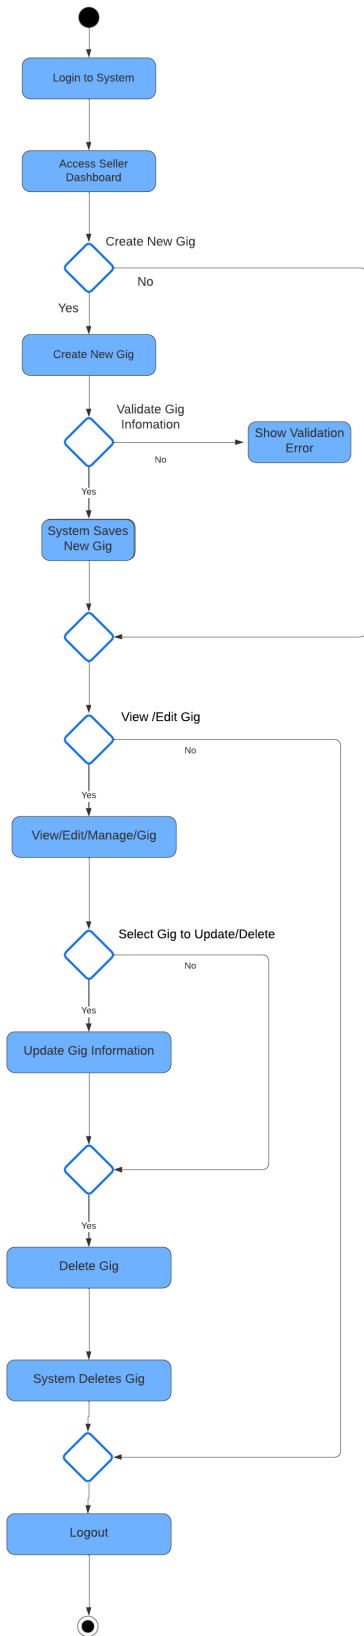 Login to System
Access Seller
Dashboard
Create New Gig
No
Yes
Create New Gig
Validate Gig
Infomation
Show Validation
Error
No
Yes
System Saves
New Gig
View /Edit Gig
No
Yes
View/Edit/Manage/Gig
Select Gig to Update/Delete
No
Yes
Update Gig Information
Yes
Delete Gig
System Deletes Gig
Logout